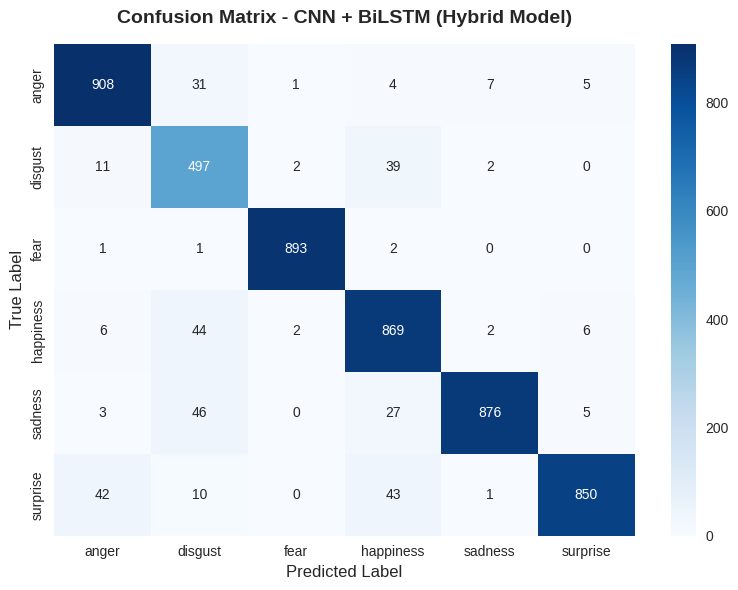 Confusion Matrix - CNN + BiLSTM (Hybrid Model)
True Label
anger 908 31 1 4 7 5
disgust 11 497 2 39 2 0
fear 1 1 893 2 0 0
happiness 6 44 2 869 2 6
sadness 3 46 0 27 876 5
surprise 42 10 0 43 1 850
anger disgust fear happiness sadness surprise
Predicted Label
800
600
400
200
0